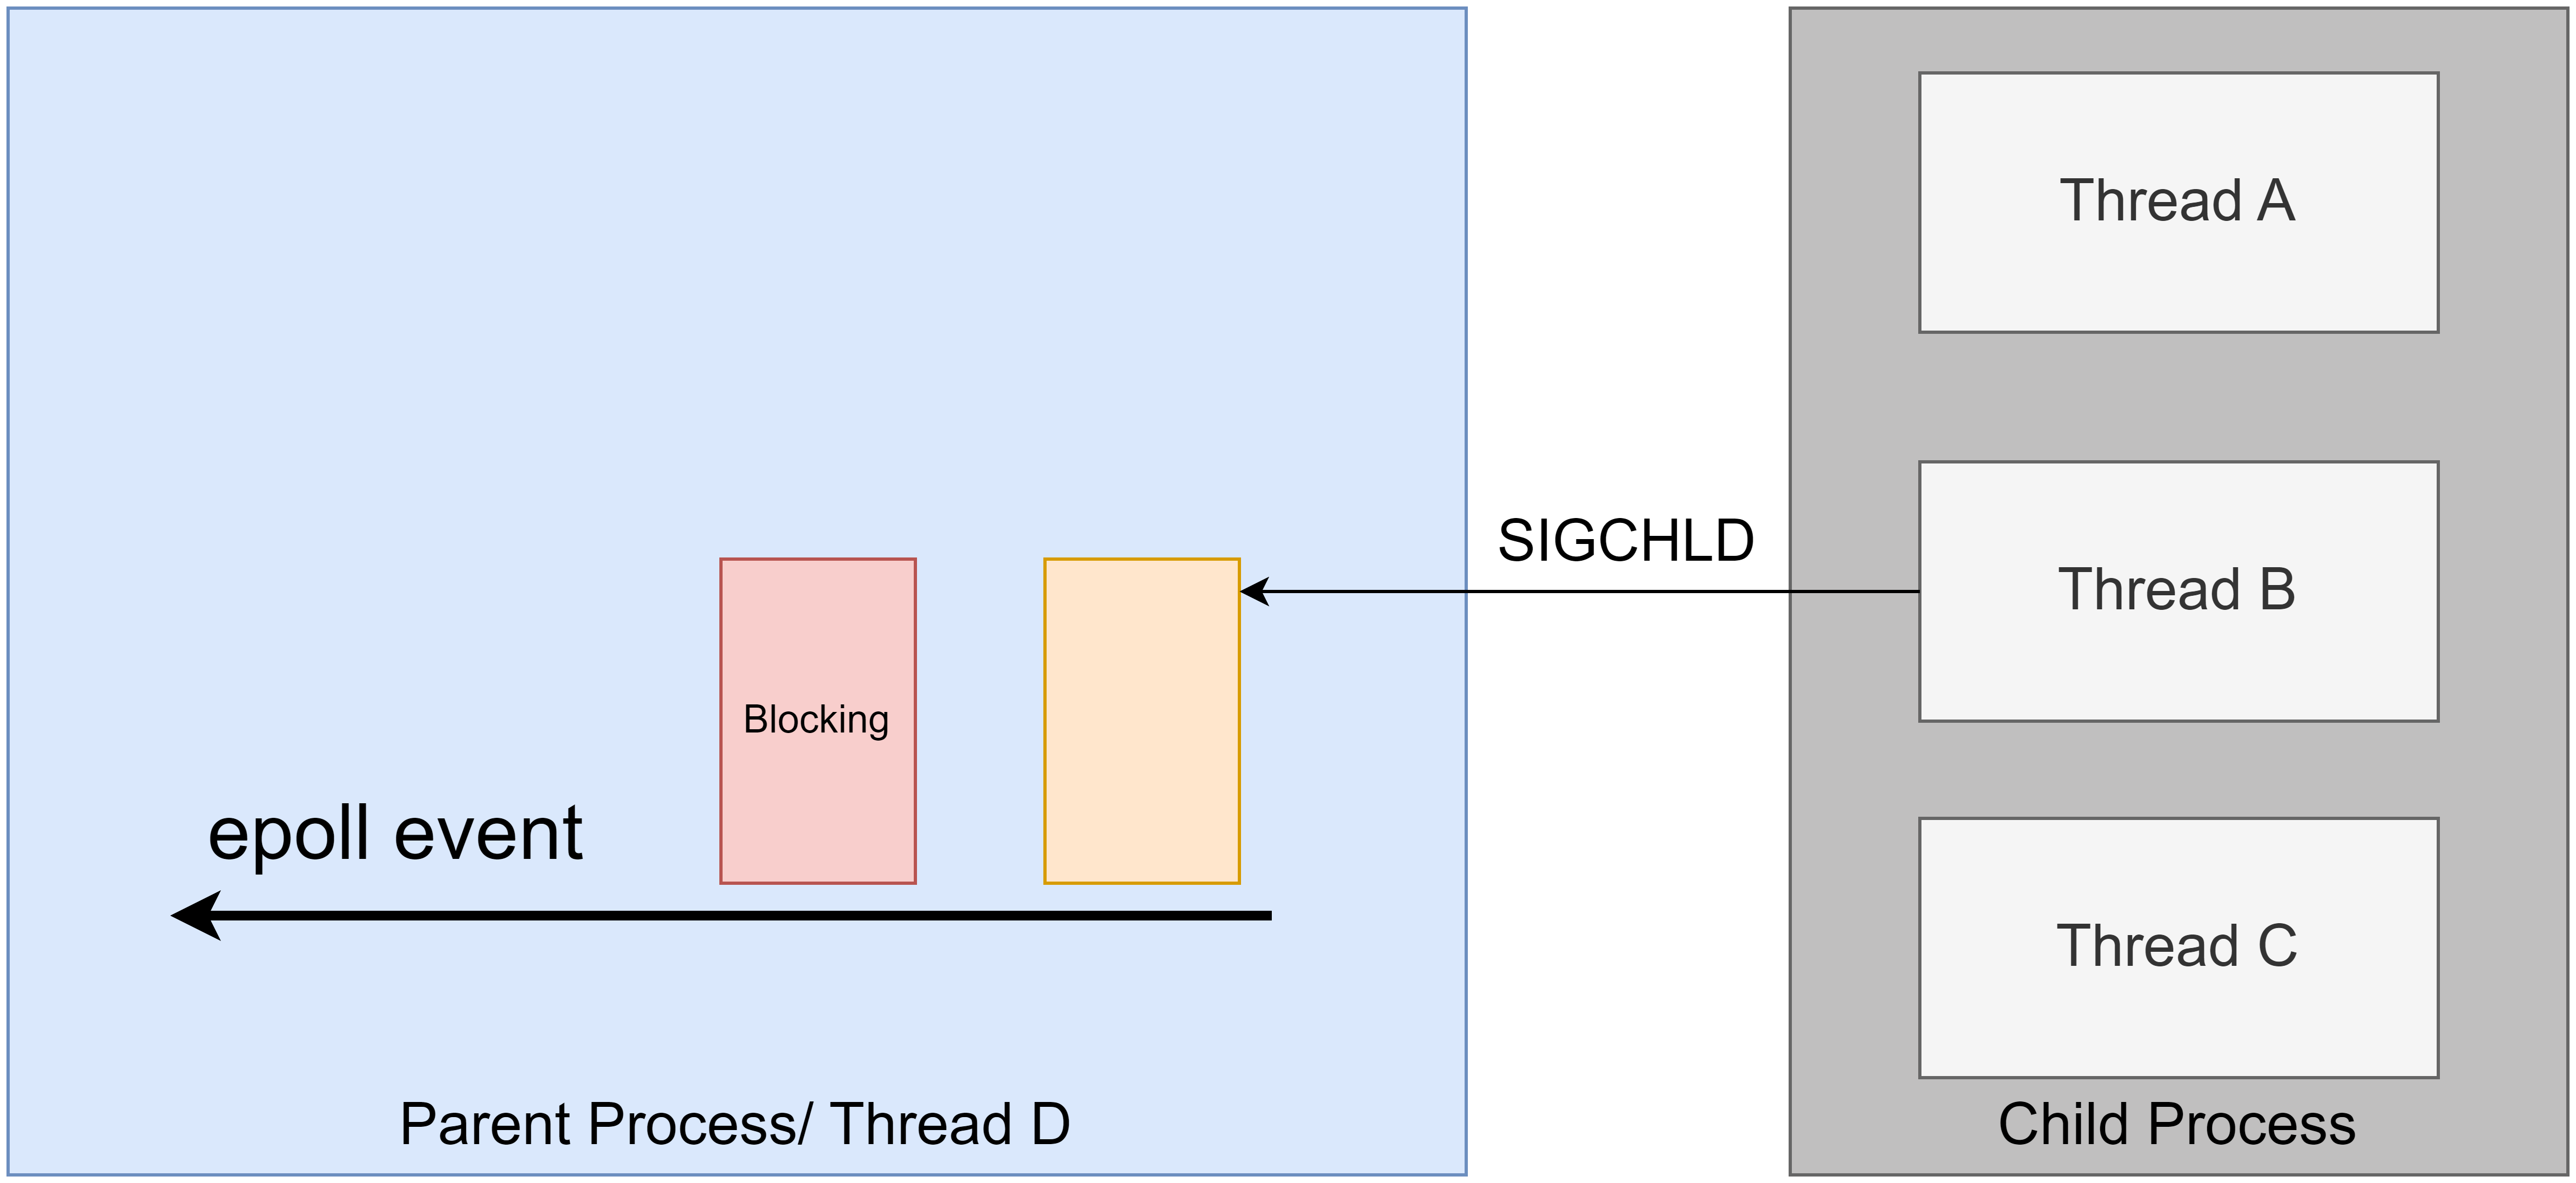 Thread A
SIGCHLD
Thread B
Blocking
epoll event
Thread C
Parent Process/ Thread D
Child Process